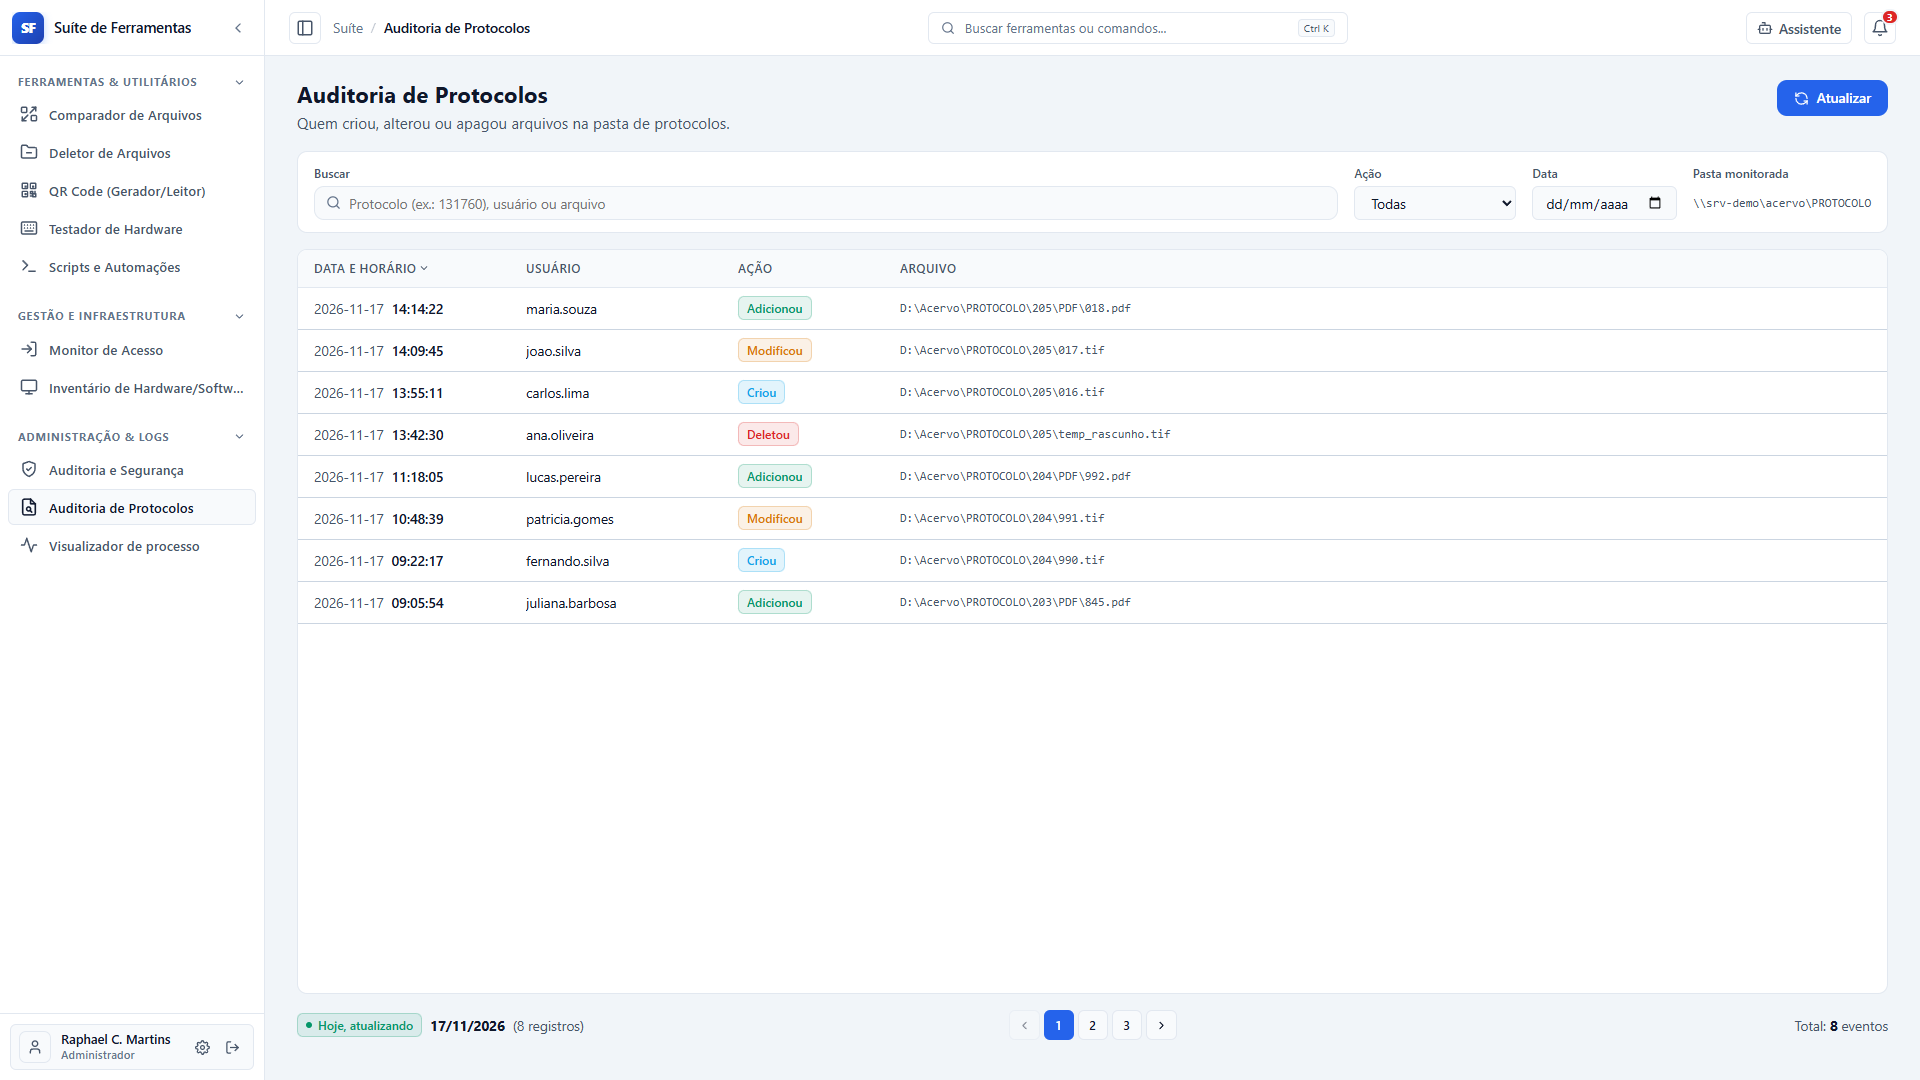 SF Suíte de Ferramentas
Suíte / Auditoria de Protocolos
Buscar ferramentas ou comandos...
Ctrl K
Assistente
3
FERRAMENTAS & UTILITÁRIOS
Comparador de Arquivos
Deletor de Arquivos
QR Code (Gerador/Leitor)
Testador de Hardware
Scripts e Automações
GESTÃO E INFRAESTRUTURA
Monitor de Acesso
Inventário de Hardware/Softw...
ADMINISTRAÇÃO & LOGS
Auditoria e Segurança
Auditoria de Protocolos
Visualizador de processo
Raphael C. Martins
Administrador
Auditoria de Protocolos
Quem criou, alterou ou apagou arquivos na pasta de protocolos.
Atualizar
Buscar
Protocolo (ex.: 131760), usuário ou arquivo
Ação
Todas
Data
dd/mm/aaaa
Pasta monitorada
\\srv-demo\acervo\PROTOCOLO
DATA E HORÁRIO USUÁRIO AÇÃO ARQUIVO
2026-11-17 14:14:22 maria.souza Adicionou D:\Acervo\PROTOCOLO\205\PDF\018.pdf
2026-11-17 14:09:45 joao.silva Modificou D:\Acervo\PROTOCOLO\205\017.tif
2026-11-17 13:55:11 carlos.lima Criou D:\Acervo\PROTOCOLO\205\016.tif
2026-11-17 13:42:30 ana.oliveira Deletou D:\Acervo\PROTOCOLO\205\temp_rascunho.tif
2026-11-17 11:18:05 lucas.pereira Adicionou D:\Acervo\PROTOCOLO\204\PDF\992.pdf
2026-11-17 10:48:39 patricia.gomes Modificou D:\Acervo\PROTOCOLO\204\991.tif
2026-11-17 09:22:17 fernando.silva Criou D:\Acervo\PROTOCOLO\204\990.tif
2026-11-17 09:05:54 juliana.barbosa Adicionou D:\Acervo\PROTOCOLO\203\PDF\845.pdf
Hoje, atualizando 17/11/2026 (8 registros)
1 2 3
Total: 8 eventos